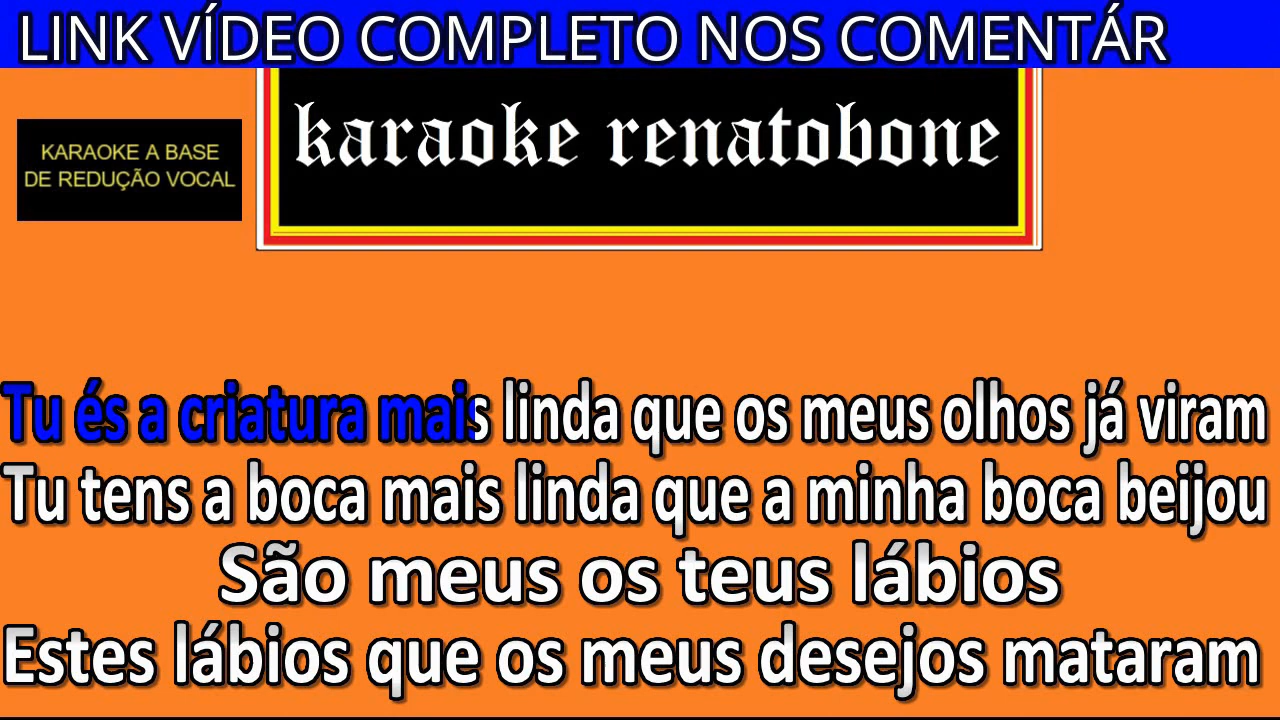 LINK VÍDEO COMPLETO NOS COMENTÁR
karaoke renatobone
KARAOKE A BASE
DE REDUÇÃO VOCAL
Tu és a criatura mais linda que os meus olhos já viram
Tu tens a boca mais linda que a minha boca beijou
São meus os teus lábios
Estes lábios que os meus desejos mataram